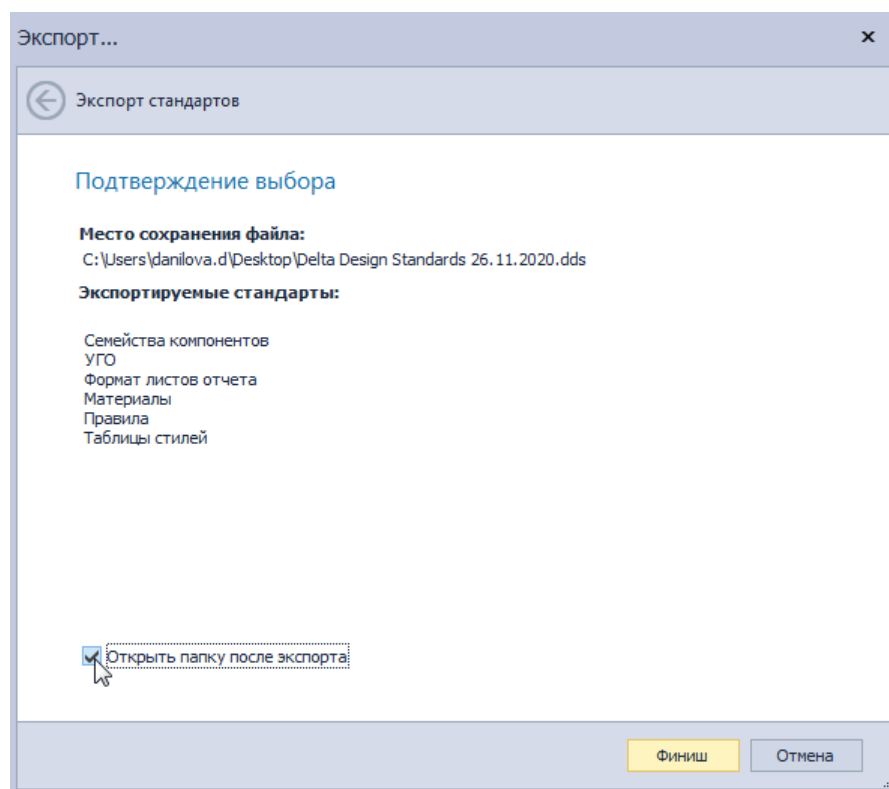 Экспорт...
Экспорт стандартов
Подтверждение выбора
Место сохранения файла:
C:\Users\danilova.d\Desktop\Delta Design Standards 26.11.2020.dds
Экспортируемые стандарты:
Семейства компонентов
УГО
Формат листов отчета
Материалы
Правила
Таблицы стилей
Открыть папку после экспорта
Финиш
Отмена